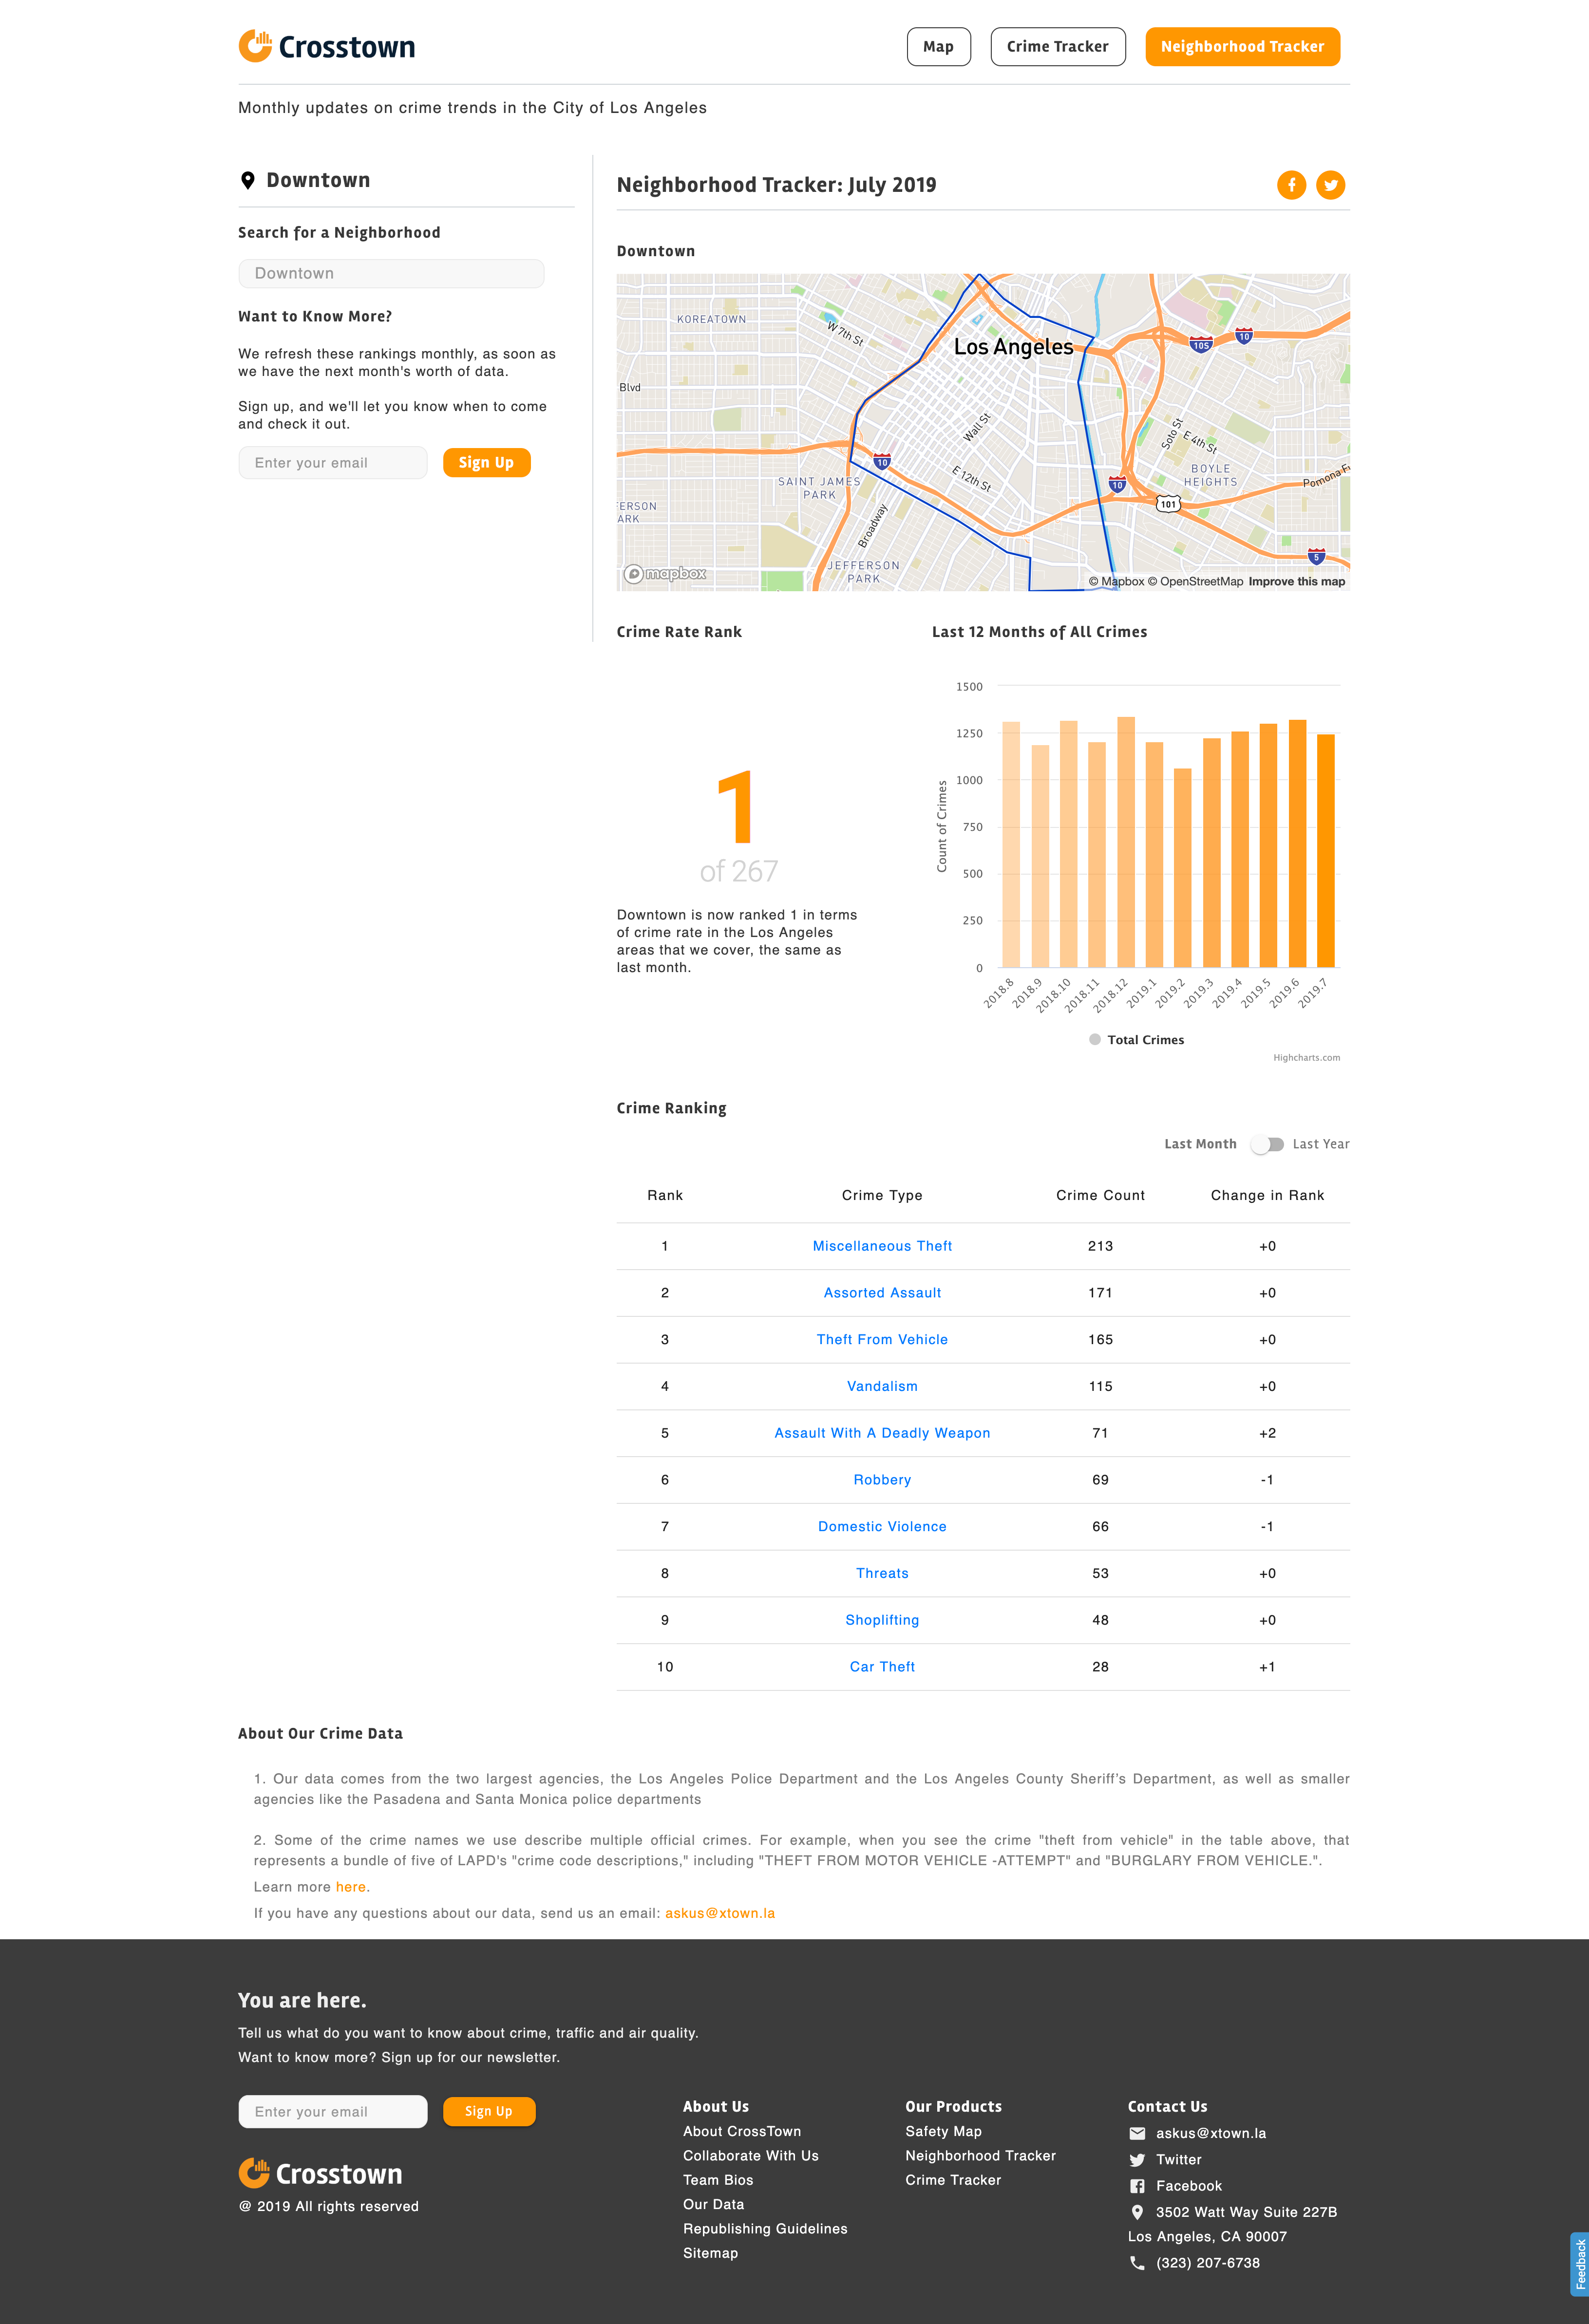 Crosstown
Map
Crime Tracker
Neighborhood Tracker
Monthly updates on crime trends in the City of Los Angeles
Downtown
Search for a Neighborhood
Downtown
Want to Know More?
We refresh these rankings monthly, as soon as
we have the next month's worth of data.
Sign up, and we'll let you know when to come
and check it out.
Enter your email
Sign Up
Neighborhood Tracker: July 2019
Downtown
KOREATOWN
W 7th St
Los Angeles
105
10
Blvd
Wall St
Soto St
E 4th St
BOYLE
HEIGHTS
Pomona F
10
E 12th St
10
101
SAINT JAMES
PARK
ERSON
ARK
Broadway
JEFFERSON
PARK
5
mapbox
© Mapbox © OpenStreetMap Improve this map
Crime Rate Rank
1
of 267
Downtown is now ranked 1 in terms
of crime rate in the Los Angeles
areas that we cover, the same as
last month.
Last 12 Months of All Crimes
Count of Crimes
1500
1250
1000
750
500
250
0
2018.8
2018.9
2018.10
2018.11
2018.12
2019.1
2019.2
2019.3
2019.4
2019.5
2019.6
2019.7
Total Crimes
Highcharts.com
Crime Ranking
Last Month Last Year
Rank Crime Type Crime Count Change in Rank
1 Miscellaneous Theft 213 +0
2 Assorted Assault 171 +0
3 Theft From Vehicle 165 +0
4 Vandalism 115 +0
5 Assault With A Deadly Weapon 71 +2
6 Robbery 69 -1
7 Domestic Violence 66 -1
8 Threats 53 +0
9 Shoplifting 48 +0
10 Car Theft 28 +1
About Our Crime Data
1. Our data comes from the two largest agencies, the Los Angeles Police Department and the Los Angeles County Sheriff’s Department, as well as smaller
agencies like the Pasadena and Santa Monica police departments
2. Some of the crime names we use describe multiple official crimes. For example, when you see the crime "theft from vehicle" in the table above, that
represents a bundle of five of LAPD's "crime code descriptions," including "THEFT FROM MOTOR VEHICLE -ATTEMPT" and "BURGLARY FROM VEHICLE.".
Learn more here.
If you have any questions about our data, send us an email: askus@xtown.la
You are here.
Tell us what do you want to know about crime, traffic and air quality.
Want to know more? Sign up for our newsletter.
Enter your email
Sign Up
Crosstown
@ 2019 All rights reserved
About Us
About CrossTown
Collaborate With Us
Team Bios
Our Data
Republishing Guidelines
Sitemap
Our Products
Safety Map
Neighborhood Tracker
Crime Tracker
Contact Us
askus@xtown.la
Twitter
Facebook
3502 Watt Way Suite 227B
Los Angeles, CA 90007
(323) 207-6738
Feedback